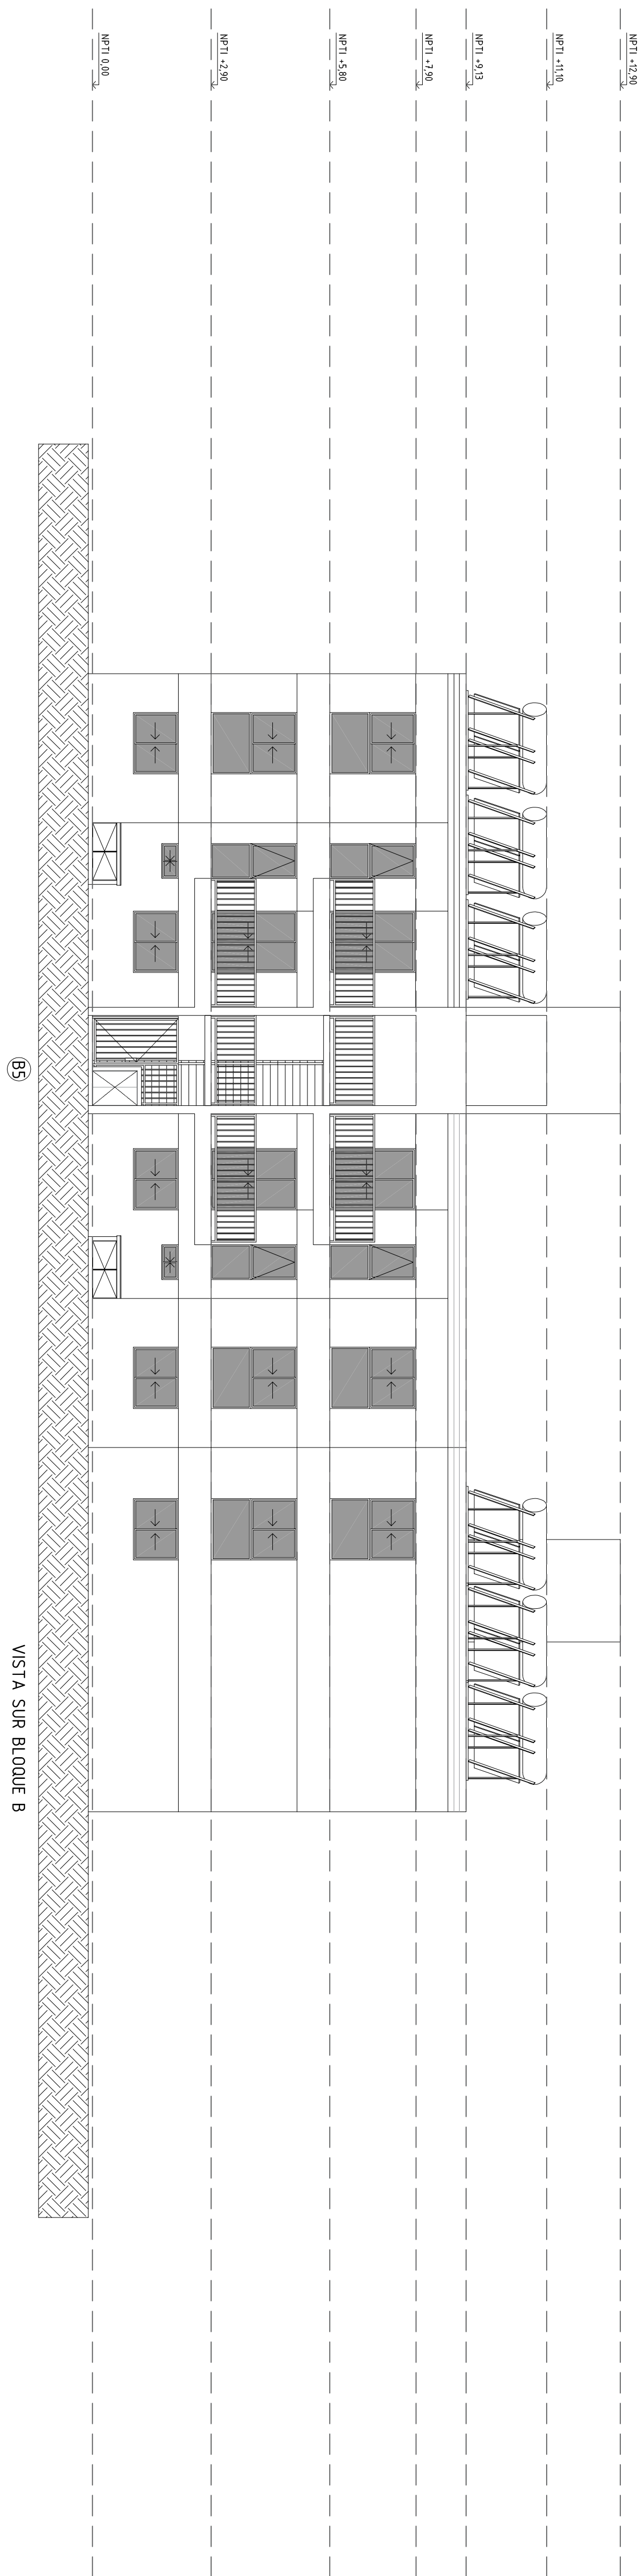 NPTI +12,90
NPTI +11,10
NPTI +9,13
NPTI +7,90
NPTI +5,80
NPTI +2,90
NPTI 0,00
B5
VISTA SUR BLOQUE B